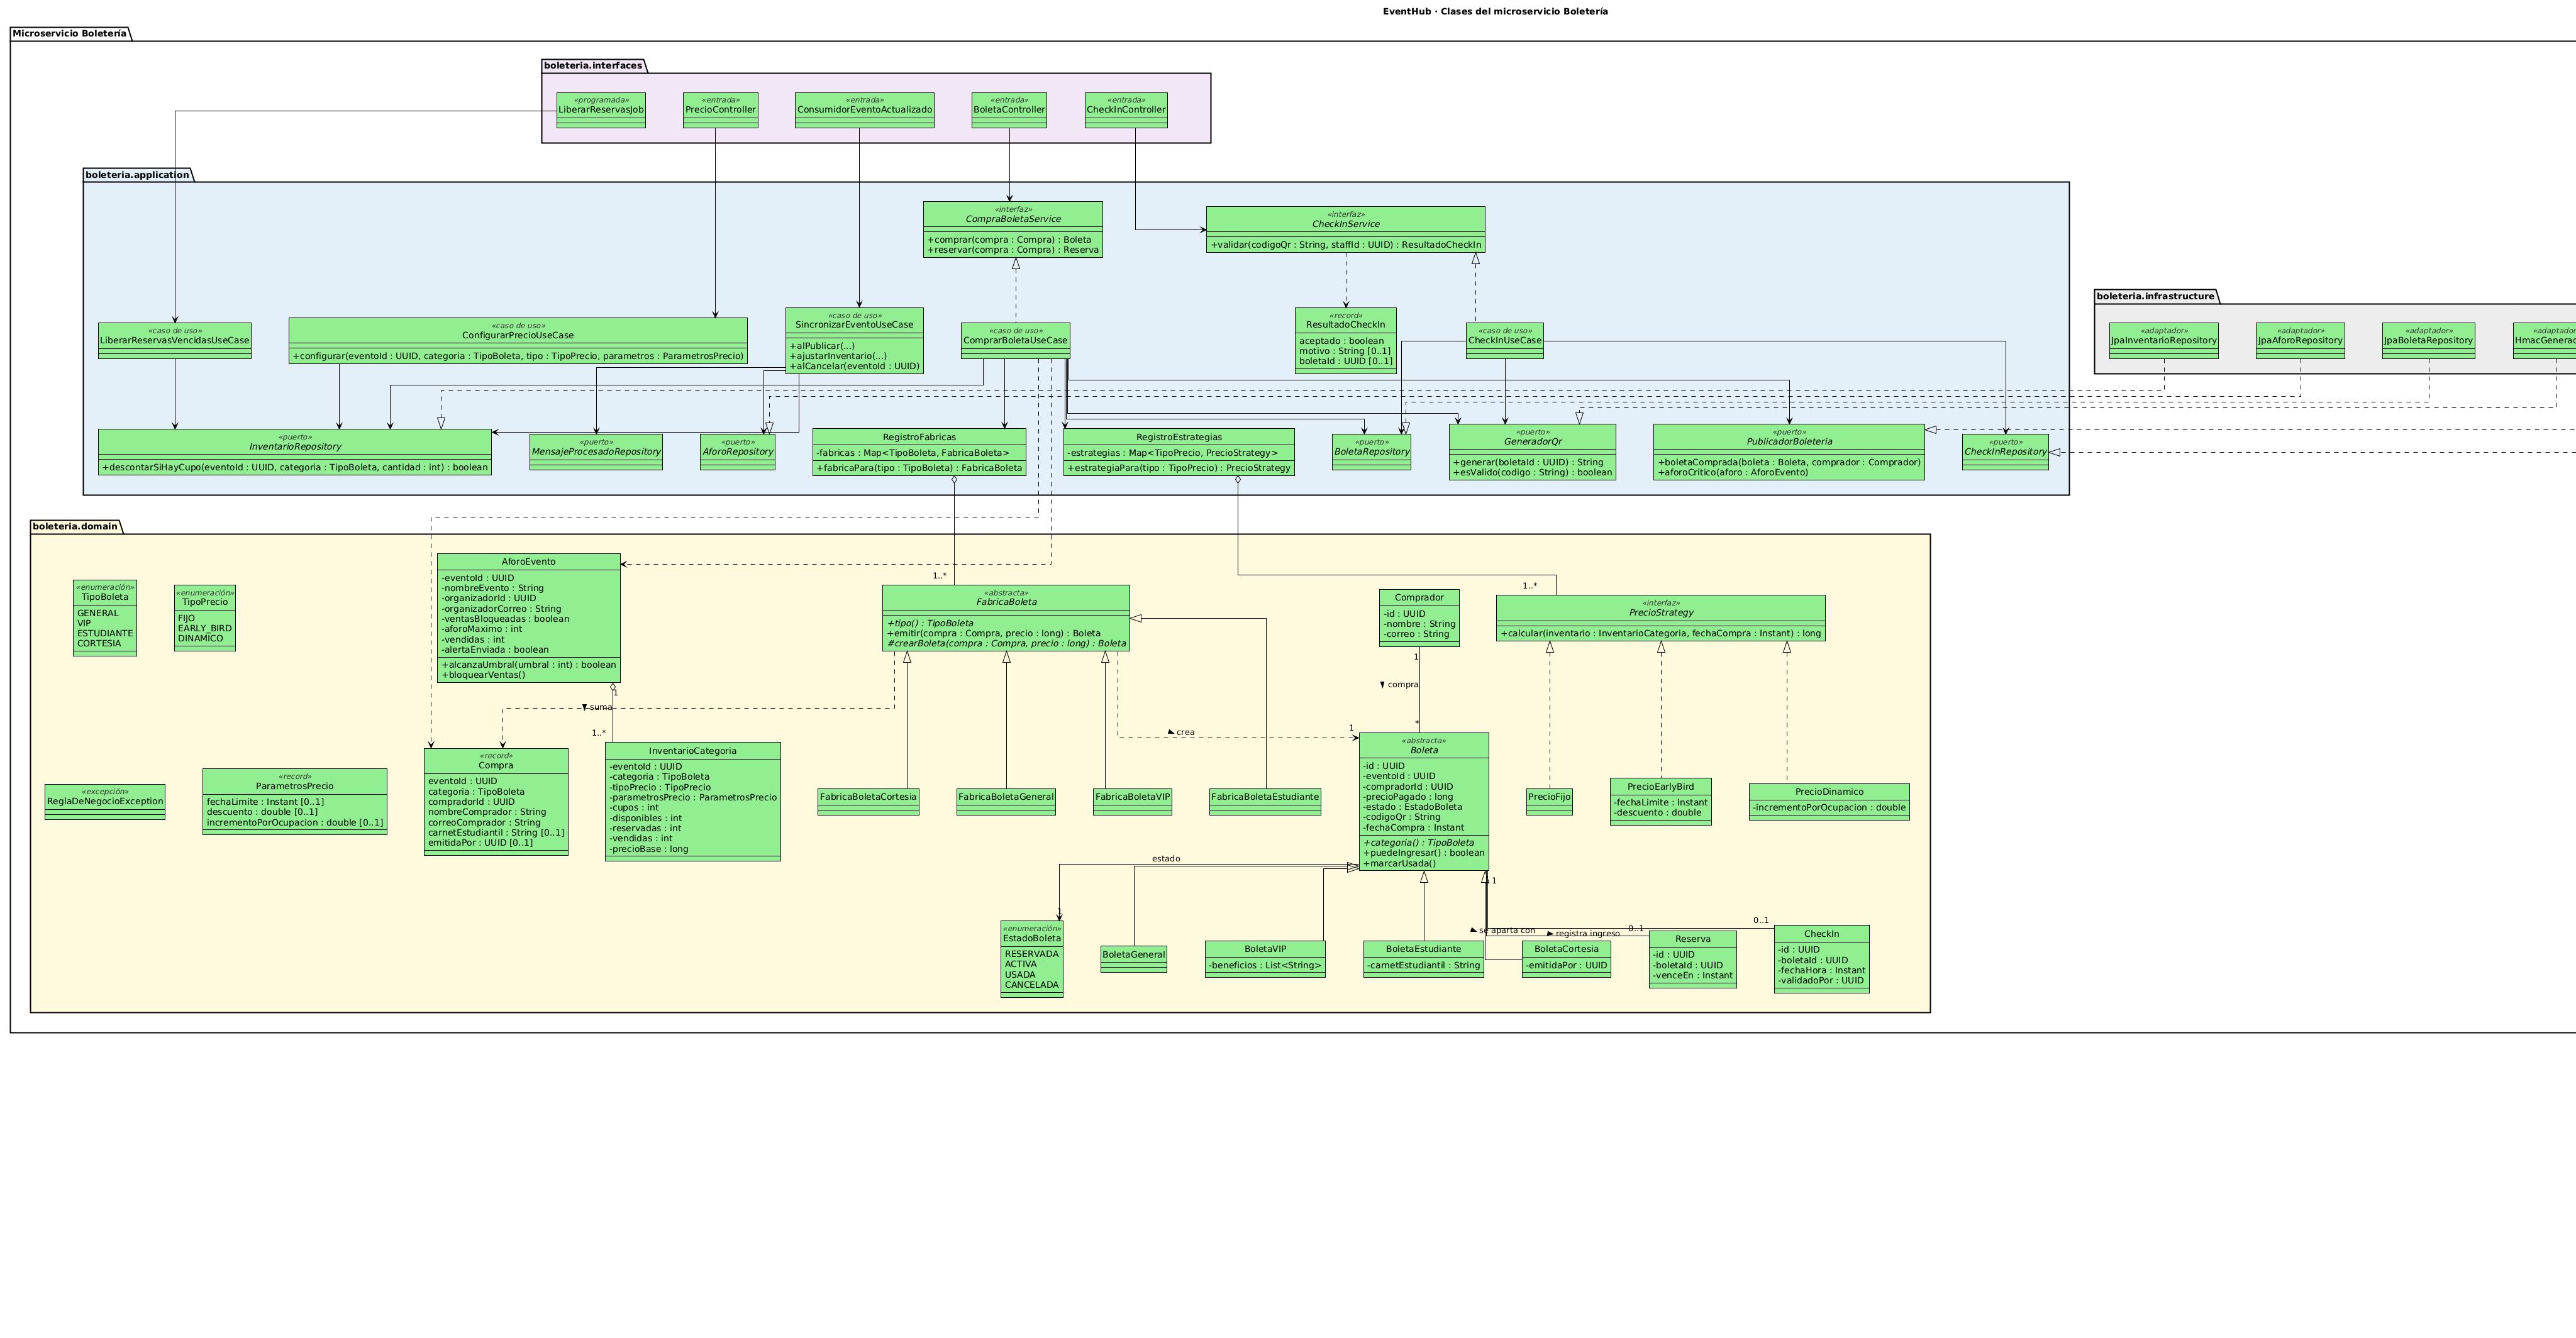 EventHub · Clases del microservicio Boletería
Microservicio Boletería
boleteria.interfaces
«programada»
LiberarReservasJob
«entrada»
PrecioController
«entrada»
ConsumidorEventoActualizado
«entrada»
BoletaController
«entrada»
CheckInController
boleteria.application
«interfaz»
CompraBoletaService
+comprar(compra : Compra) : Boleta
+reservar(compra : Compra) : Reserva
«interfaz»
CheckInService
+validar(codigoQr : String, staffId : UUID) : ResultadoCheckIn
«caso de uso»
LiberarReservasVencidasUseCase
«caso de uso»
ConfigurarPrecioUseCase
+configurar(eventoId : UUID, categoria : TipoBoleta, tipo : TipoPrecio, parametros : ParametrosPrecio)
«caso de uso»
SincronizarEventoUseCase
+alPublicar(...)
+ajustarInventario(...)
+alCancelar(eventoId : UUID)
«caso de uso»
ComprarBoletaUseCase
«record»
ResultadoCheckIn
aceptado : boolean
motivo : String [0..1]
boletaId : UUID [0..1]
«caso de uso»
CheckInUseCase
boleteria.infrastructure
«adaptador»
JpaInventarioRepository
«adaptador»
JpaAforoRepository
«adaptador»
JpaBoletaRepository
«adaptador
HmacGenerac
«puerto»
InventarioRepository
+descontarSiHayCupo(eventoId : UUID, categoria : TipoBoleta, cantidad : int) : boolean
«puerto»
MensajeProcesadoRepository
«puerto»
AforoRepository
RegistroFabricas
-fabricas : Map<TipoBoleta, FabricaBoleta>
+fabricaPara(tipo : TipoBoleta) : FabricaBoleta
RegistroEstrategias
-estrategias : Map<TipoPrecio, PrecioStrategy>
+estrategiaPara(tipo : TipoPrecio) : PrecioStrategy
«puerto»
BoletaRepository
«puerto»
GeneradorQr
+generar(boletaId : UUID) : String
+esValido(codigo : String) : boolean
«puerto»
PublicadorBoleteria
+boletaComprada(boleta : Boleta, comprador : Comprador)
+aforoCritico(aforo : AforoEvento)
«puerto»
CheckInRepository
boleteria.domain
«enumeración»
TipoBoleta
GENERAL
VIP
ESTUDIANTE
CORTESIA
«enumeración»
TipoPrecio
FIJO
EARLY_BIRD
DINAMICO
AforoEvento
-eventoId : UUID
-nombreEvento : String
-organizadorId : UUID
-organizadorCorreo : String
-ventasBloqueadas : boolean
-aforoMaximo : int
-vendidas : int
-alertaEnviada : boolean
+alcanzaUmbral(umbral : int) : boolean
+bloquearVentas()
1..*
«abstracta»
FabricaBoleta
+tipo() : TipoBoleta
+emitir(compra : Compra, precio : long) : Boleta
#crearBoleta(compra : Compra, precio : long) : Boleta
Comprador
-id : UUID
-nombre : String
-correo : String
1..*
«interfaz»
PrecioStrategy
+calcular(inventario : InventarioCategoria, fechaCompra : Instant) : long
1
suma
1..*
1
compra
*
crea
1
«excepción»
ReglaDeNegocioException
«record»
ParametrosPrecio
fechaLimite : Instant [0..1]
descuento : double [0..1]
incrementoPorOcupacion : double [0..1]
«record»
Compra
eventoId : UUID
categoria : TipoBoleta
compradorId : UUID
nombreComprador : String
correoComprador : String
carnetEstudiantil : String [0..1]
emitidaPor : UUID [0..1]
InventarioCategoria
-eventoId : UUID
-categoria : TipoBoleta
-tipoPrecio : TipoPrecio
-parametrosPrecio : ParametrosPrecio
-cupos : int
-disponibles : int
-reservadas : int
-vendidas : int
-precioBase : long
FabricaBoletaCortesia
FabricaBoletaGeneral
FabricaBoletaVIP
FabricaBoletaEstudiante
«abstracta»
Boleta
-id : UUID
-eventoId : UUID
-compradorId : UUID
-precioPagado : long
-estado : EstadoBoleta
-codigoQr : String
-fechaCompra : Instant
+categoria() : TipoBoleta
+puedeIngresar() : boolean
+marcarUsada()
PrecioFijo
PrecioEarlyBird
-fechaLimite : Instant
-descuento : double
PrecioDinamico
-incrementoPorOcupacion : double
estado
1
1
1
se aparta con
registra ingreso
0..1
0..1
«enumeración»
EstadoBoleta
RESERVADA
ACTIVA
USADA
CANCELADA
BoletaGeneral
BoletaVIP
-beneficios : List<String>
BoletaEstudiante
-carnetEstudiantil : String
BoletaCortesia
-emitidaPor : UUID
Reserva
-id : UUID
-boletaId : UUID
-venceEn : Instant
CheckIn
-id : UUID
-boletaId : UUID
-fechaHora : Instant
-validadoPor : UUID